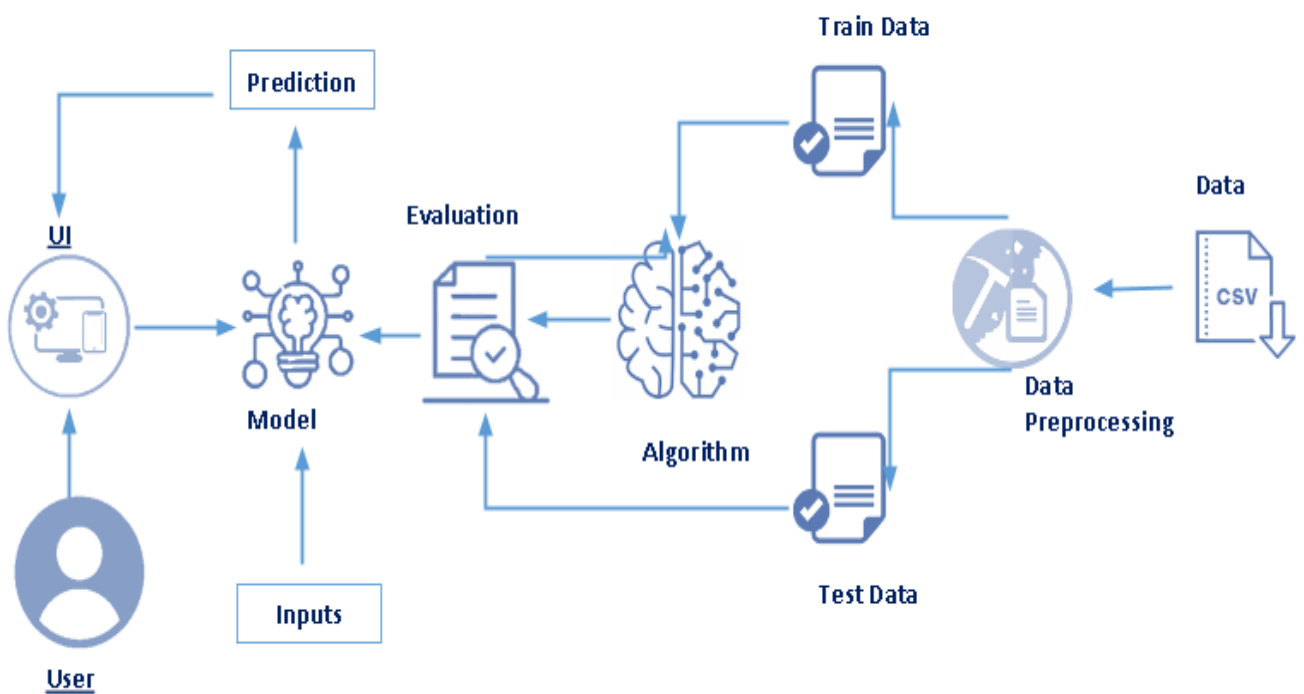 Train Data
Prediction
Data
Evaluation
UI
CSV
Data
Preprocessing
Model
Algorithm
Test Data
Inputs
User